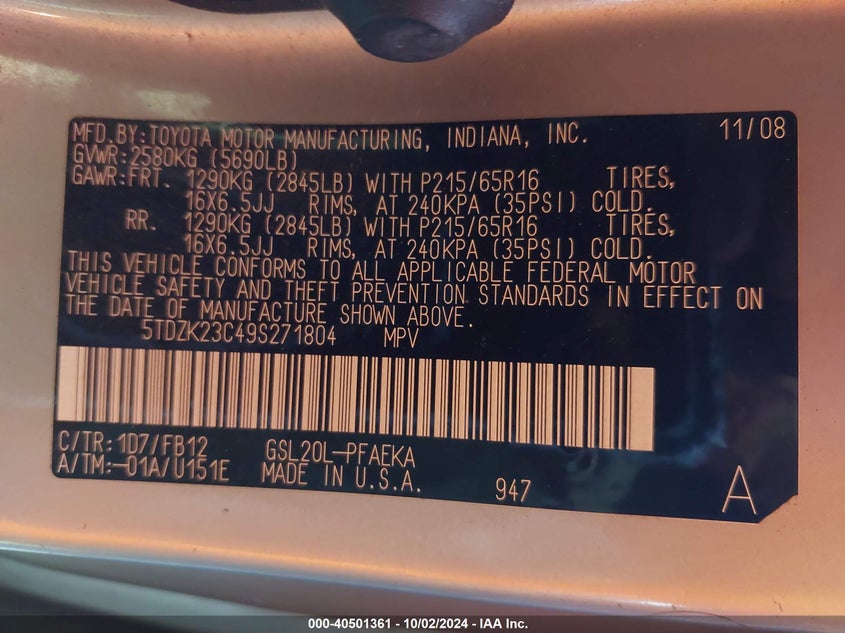 MFD.BY:TOYOTA MOTOR MANUFACTURING, INDIANA, INC. 11/08
GVWR:2580KG (5690LB)
GAWR:FRT. 1290KG (2845LB) WITH P215/65R16 TIRES,
16X6.5JJ RIMS, AT 240KPA (35PSI) COLD.
RR. 1290KG (2845LB) WITH P215/65R16 TIRES,
16X6.5JJ RIMS, AT 240KPA (35PSI) COLD.
THIS VEHICLE CONFORMS TO ALL APPLICABLE FEDERAL MOTOR
VEHICLE SAFETY AND THEFT PREVENTION STANDARDS IN EFFECT ON
THE DATE OF MANUFACTURE SHOWN ABOVE.
5TDZK23C49S271804 MPV
C/TR:1D7/FB12 GSL20L-PFAEKA
A/TM:-01A/U151E MADE IN U.S.A. 947 A
000-40501361 - 10/02/2024 - IAA Inc.